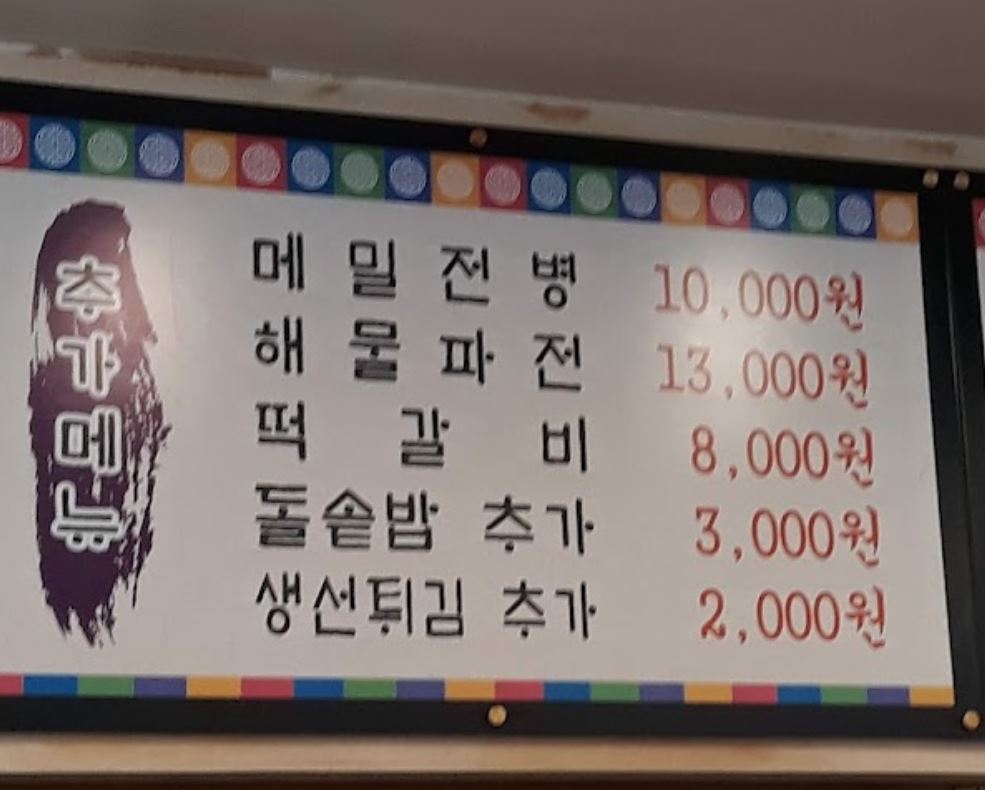 추가메뉴
메밀전병 10,000원
해물파전 13,000원
떡갈비 8,000원
돌솥밥 추가 3,000원
생선튀김 추가 2,000원